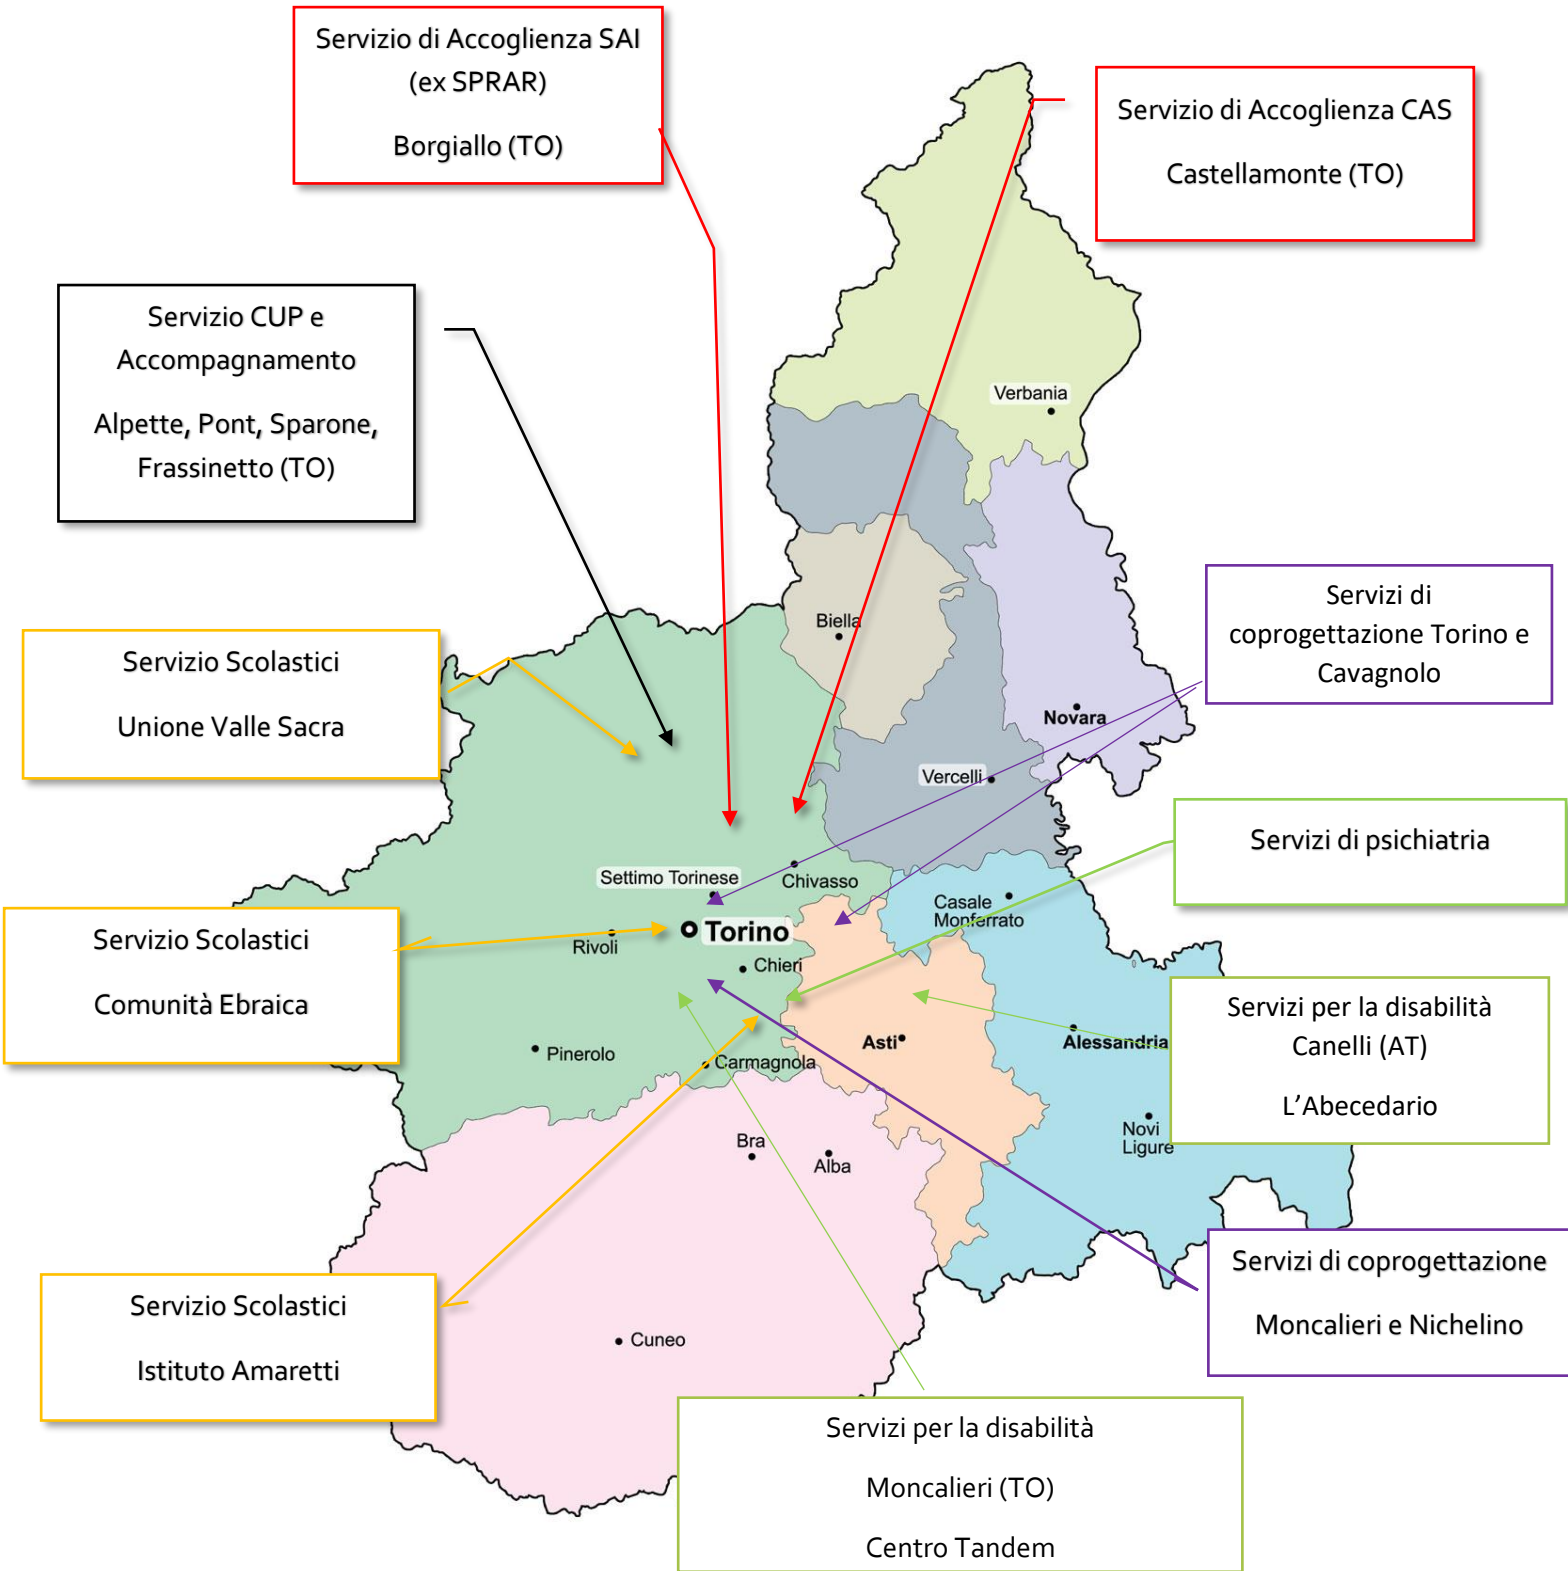 Servizio di Accoglienza SAI
(ex SPRAR)
Borgiallo (TO)
Servizio di Accoglienza CAS
Castellamonte (TO)
Servizio CUP e
Accompagnamento
Alpette, Pont, Sparone,
Frassinetto (TO)
Verbania
Servizi di
coprogettazione Torino e
Cavagnolo
Biella
Servizio Scolastici
Unione Valle Sacra
Novara
Vercelli
Servizi di psichiatria
Settimo Torinese
Chivasso
Casale
Monferrato
Servizio Scolastici
Comunità Ebraica
Rivoli
Torino
Chieri
Servizi per la disabilità
Canelli (AT)
L’Abecedario
Pinerolo
Carmagnola
Asti
Alessandria
Novi
Ligure
Bra
Alba
Servizi di coprogettazione
Moncalieri e Nichelino
Servizio Scolastici
Istituto Amaretti
Cuneo
Servizi per la disabilità
Moncalieri (TO)
Centro Tandem